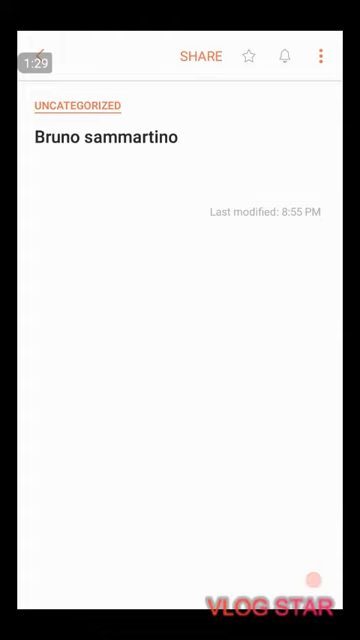 SHARE
1:29
UNCATEGORIZED
Bruno sammartino
Last modified: 8:55 PM
VLOG STAR